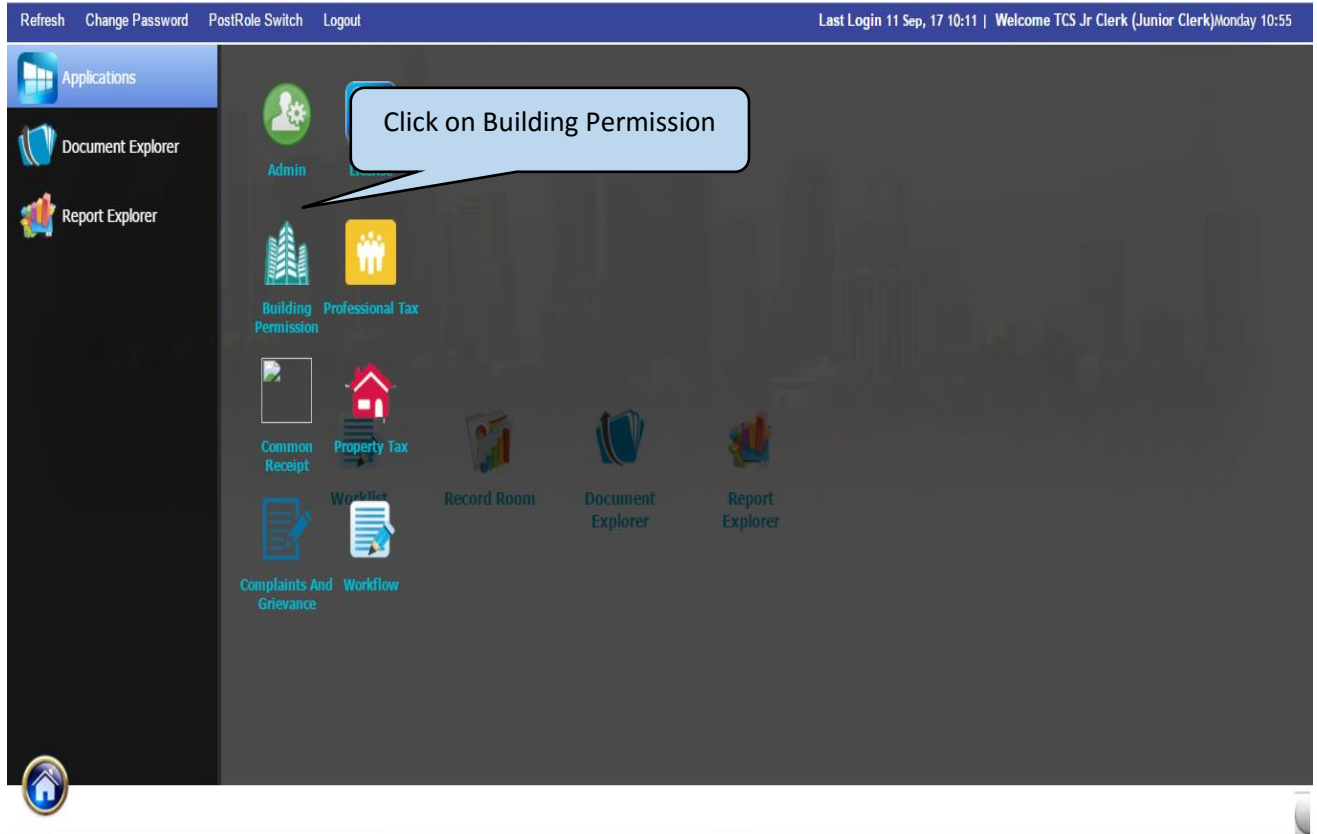 Refresh Change Password PostRole Switch Logout Last Login 11 Sep, 17 10:11 | Welcome TCS Jr Clerk (Junior Clerk)Monday 10:55
Applications
Document Explorer
Report Explorer
Click on Building Permission
Admin License
Building Permission
Professional Tax
Common Receipt
Property Tax
Worklist
Record Room
Document Explorer
Report Explorer
Complaints And Grievance
Workflow